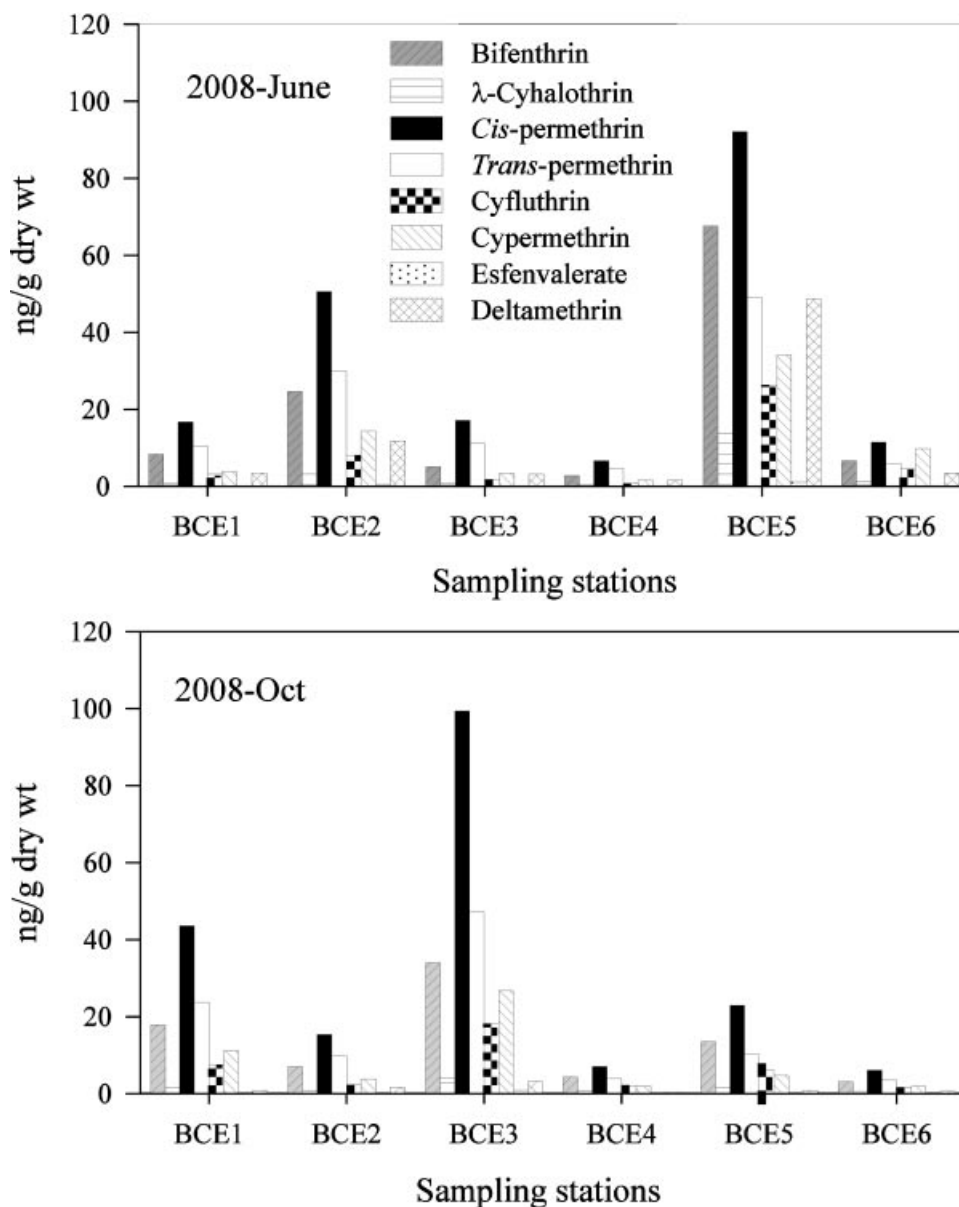 120
100
80
60
40
20
0
ng/g dry wt
2008-June
Bifenthrin
λ-Cyhalothrin
Cis-permethrin
Trans-permethrin
Cyfluthrin
Cypermethrin
Esfenvalerate
Deltamethrin
BCE1 BCE2 BCE3 BCE4 BCE5 BCE6
Sampling stations
120
100
80
60
40
20
0
ng/g dry wt
2008-Oct
BCE1 BCE2 BCE3 BCE4 BCE5 BCE6
Sampling stations